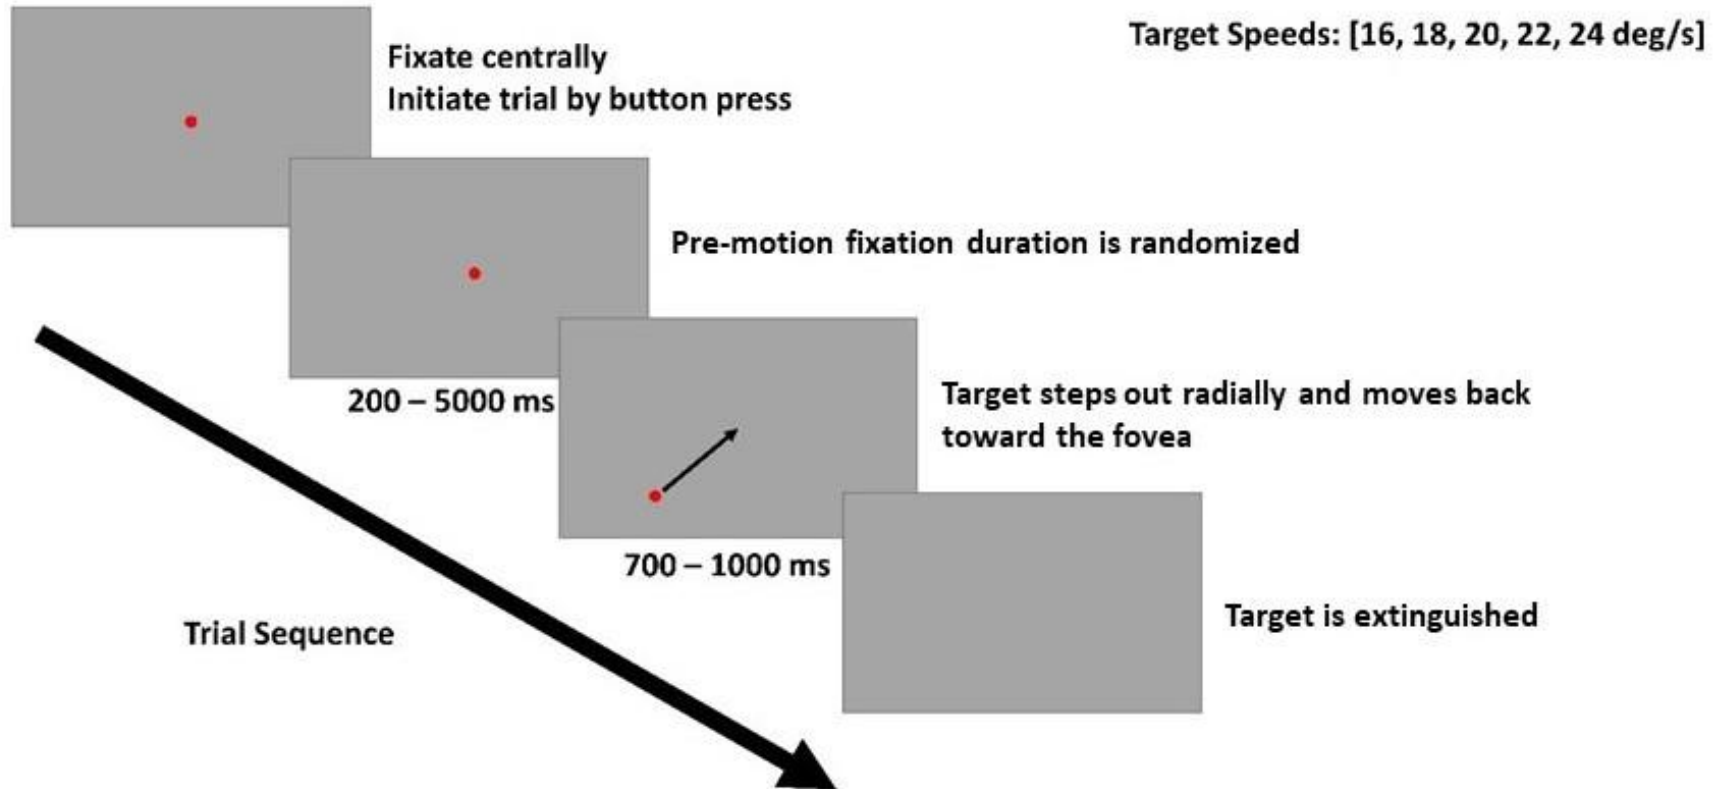 Target Speeds: [16, 18, 20, 22, 24 deg/s]
Fixate centrally
Initiate trial by button press
Pre-motion fixation duration is randomized
200 – 5000 ms
Target steps out radially and moves back
toward the fovea
700 – 1000 ms
Target is extinguished
Trial Sequence